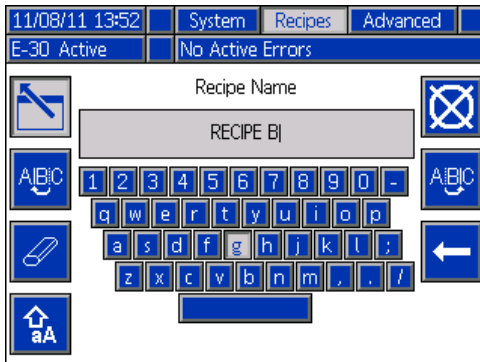 11/08/11 13:52 System Recipes Advanced
E-30 Active No Active Errors
Recipe Name
RECIPE B
ABC ABC
1 2 3 4 5 6 7 8 9 0 -
q w e r t y u i o p
a s d f g h j k l ;
z x c v b n m , . /
aA